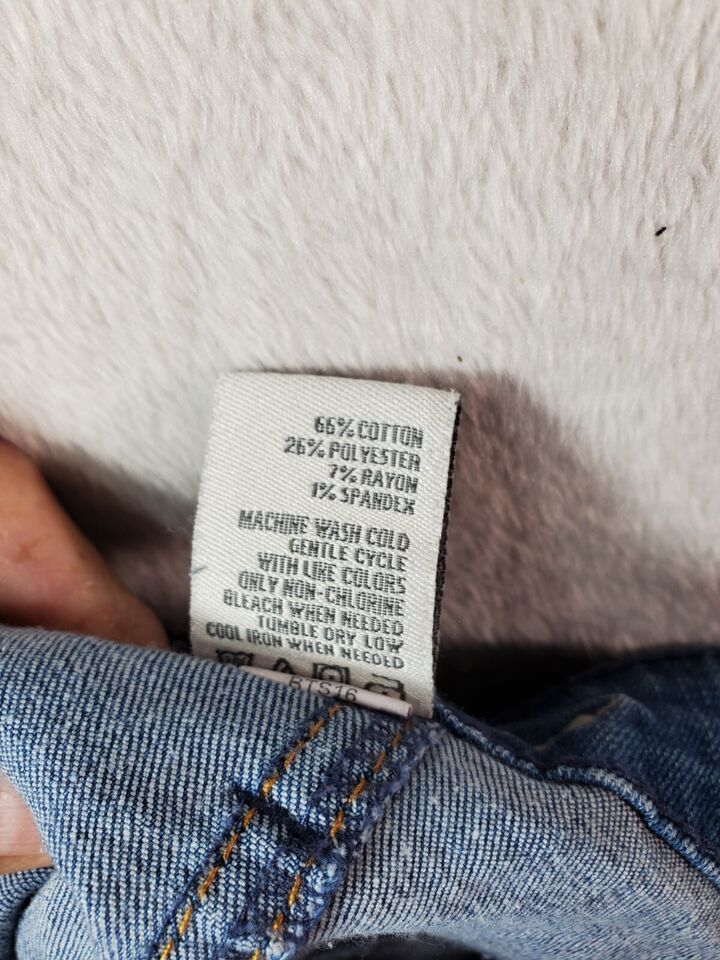 66% COTTON
26% POLYESTER
7% RAYON
1% SPANDEX
MACHINE WASH COLD
GENTLE CYCLE
WITH LIKE COLORS
ONLY NON-CHLORINE
BLEACH WHEN NEEDED
TUMBLE DRY LOW
COOL IRON WHEN NEEDED
BTS16